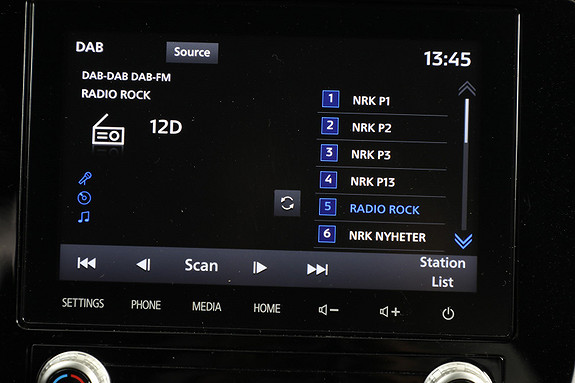 DAB
Source
13:45
DAB-DAB DAB-FM
RADIO ROCK
12D
1 NRK P1
2 NRK P2
3 NRK P3
4 NRK P13
5 RADIO ROCK
6 NRK NYHETER
Scan
Station
List
SETTINGS
PHONE
MEDIA
HOME